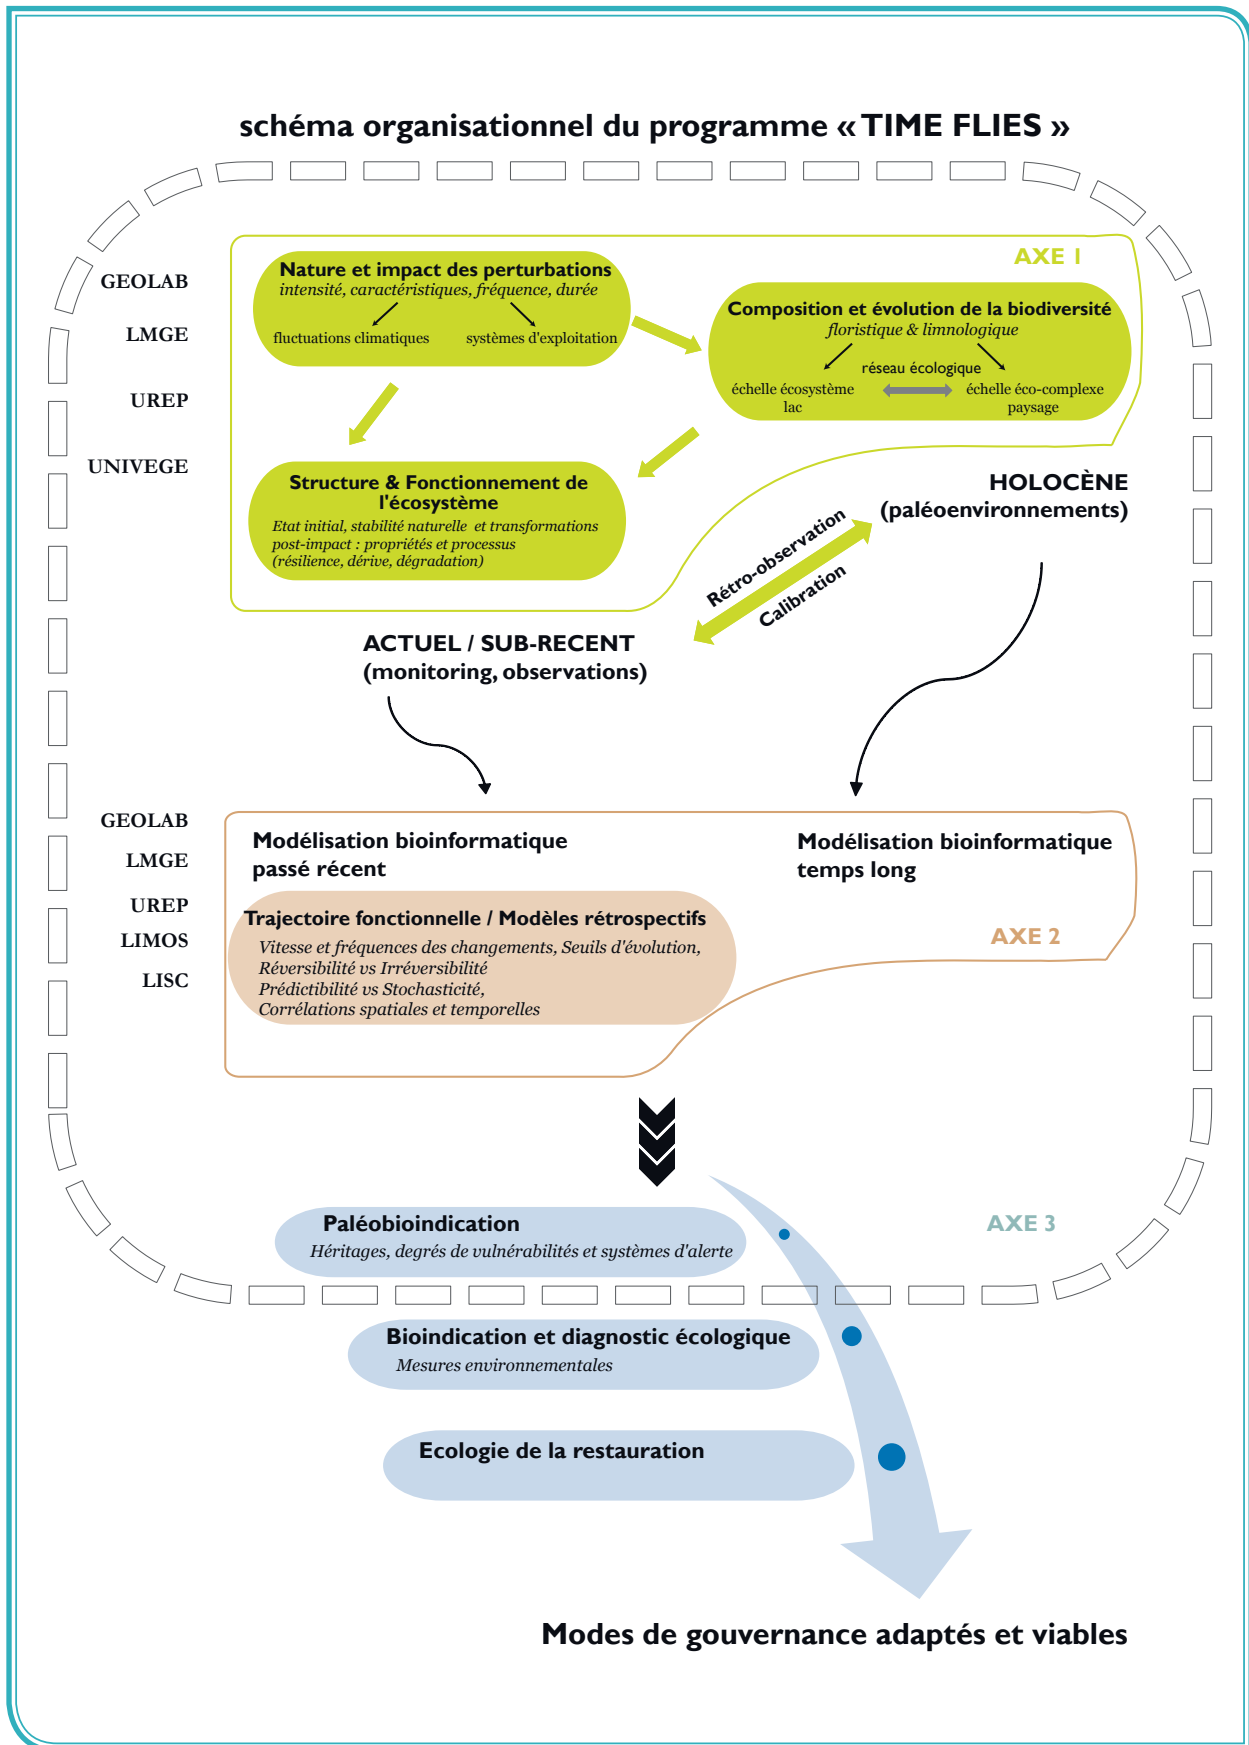 schéma organisationnel du programme « TIME FLIES »
GEOLAB
LMGE
UREP
UNIVEGE
AXE 1
Nature et impact des perturbations
intensité, caractéristiques, fréquence, durée
fluctuations climatiques
systèmes d'exploitation
Composition et évolution de la biodiversité
floristique & limnologique
réseau écologique
échelle écosystème
lac
échelle éco-complexe
paysage
Structure & Fonctionnement de
l'écosystème
Etat initial, stabilité naturelle et transformations
post-impact : propriétés et processus
(résilience, dérive, dégradation)
HOLOCÈNE
(paléoenvironnements)
Rétro-observation
Calibration
ACTUEL / SUB-RECENT
(monitoring, observations)
GEOLAB
LMGE
UREP
LIMOS
LISC
Modélisation bioinformatique
passé récent
Modélisation bioinformatique
temps long
AXE 2
Trajectoire fonctionnelle / Modèles rétrospectifs
Vitesse et fréquences des changements, Seuils d'évolution,
Réversibilité vs Irréversibilité
Prédictibilité vs Stochasticité,
Corrélations spatiales et temporelles
AXE 3
Paléobioindication
Héritages, degrés de vulnérabilités et systèmes d'alerte
Bioindication et diagnostic écologique
Mesures environnementales
Ecologie de la restauration
Modes de gouvernance adaptés et viables